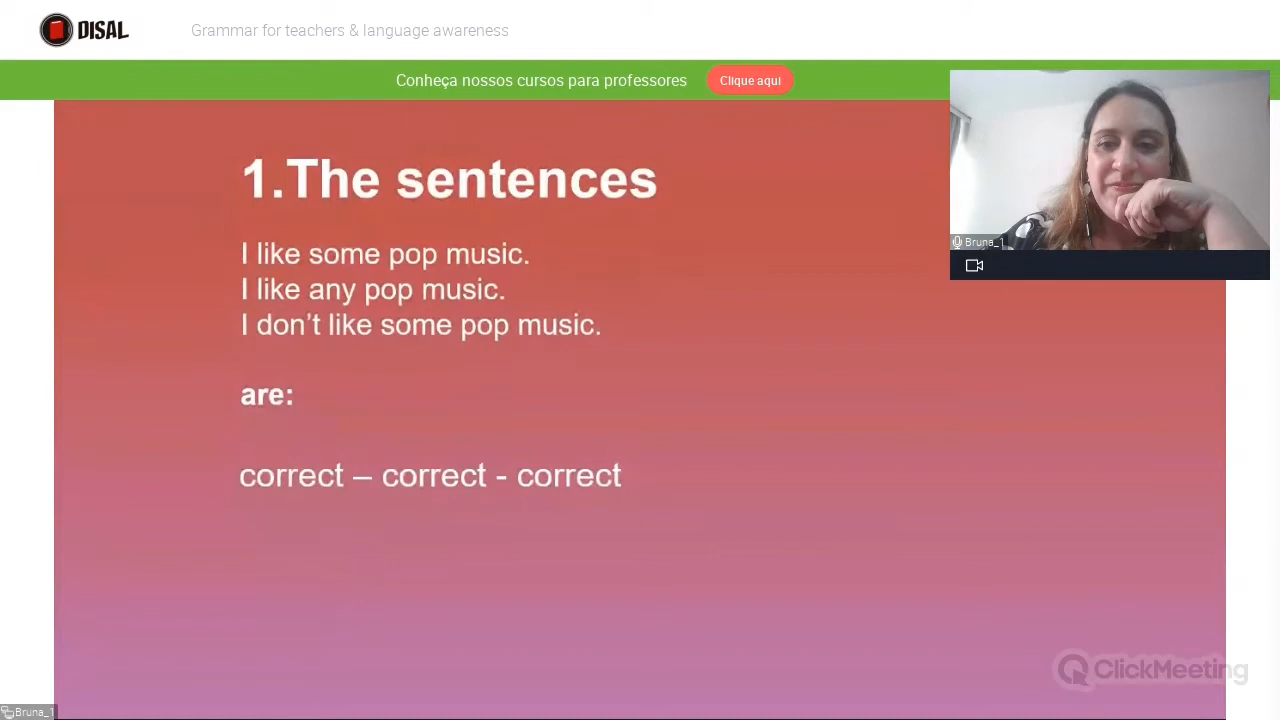 DISAL
Grammar for teachers & language awareness
Conheça nossos cursos para professores
Clique aqui
Bruna_1
1.The sentences
I like some pop music.
I like any pop music.
I don't like some pop music.
are:
correct – correct - correct
ClickMeeting
Bruna_1